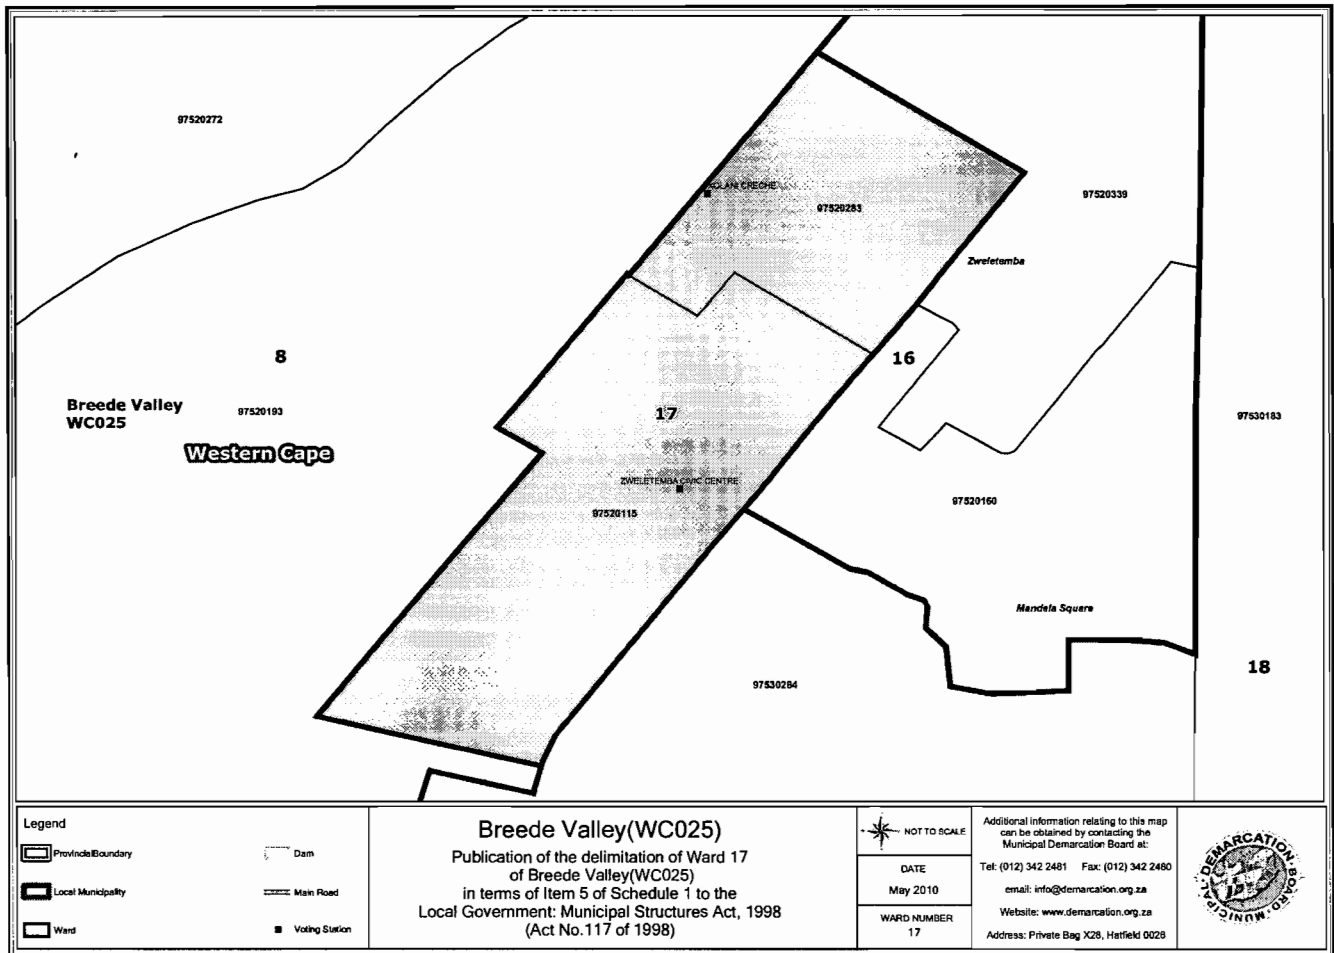 97520272
XOLANI CRECHE
97520283
97520339
Zweletemba
8
16
Breede Valley
WC025
97520193
17
97530183
Western Cape
ZWELETEMBA CIVIC CENTRE
97520115
97520160
Mandela Square
97530264
18
Legend
Provincial Boundary
Dam
Local Municipality
Main Road
Ward
Voting Station
Breede Valley(WC025)
Publication of the delimitation of Ward 17
of Breede Valley(WC025)
in terms of Item 5 of Schedule 1 to the
Local Government: Municipal Structures Act, 1998
(Act No.117 of 1998)
NOT TO SCALE
DATE
May 2010
WARD NUMBER
17
Additional information relating to this map
can be obtained by contacting the
Municipal Demarcation Board at:
Tel: (012) 342 2481 Fax: (012) 342 2480
email: info@demarcation.org.za
Website: www.demarcation.org.za
Address: Private Bag X28, Hatfield 0028
MUNICIPAL DEMARCATION BOARD